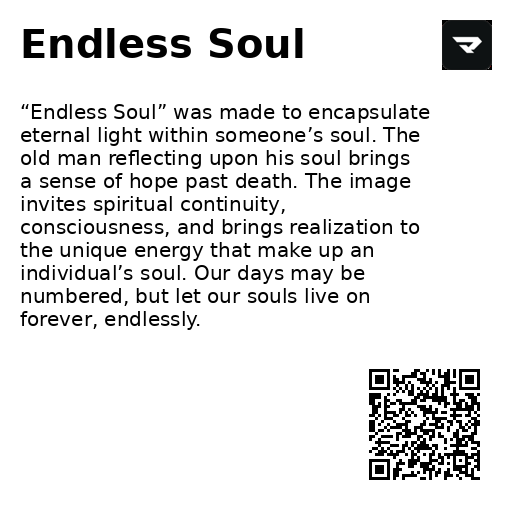 Endless Soul
“Endless Soul” was made to encapsulate
eternal light within someone’s soul. The
old man reflecting upon his soul brings
a sense of hope past death. The image
invites spiritual continuity,
consciousness, and brings realization to
the unique energy that make up an
individual’s soul. Our days may be
numbered, but let our souls live on
forever, endlessly.